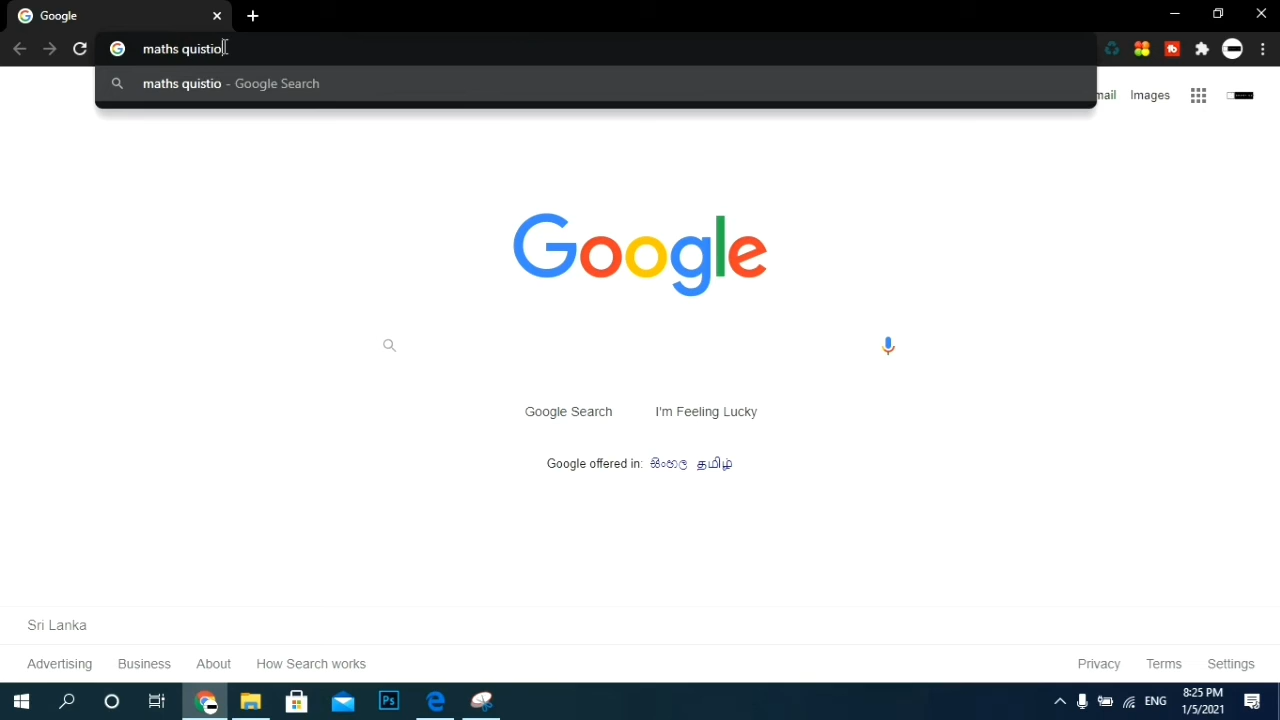 Google
maths quistio
maths quistio - Google Search
Images
Google
Google Search I'm Feeling Lucky
Google offered in: සිංහල தமிழ்
Sri Lanka
Advertising Business About How Search works
Privacy Terms Settings
Ps
ENG
8:25 PM
1/5/2021